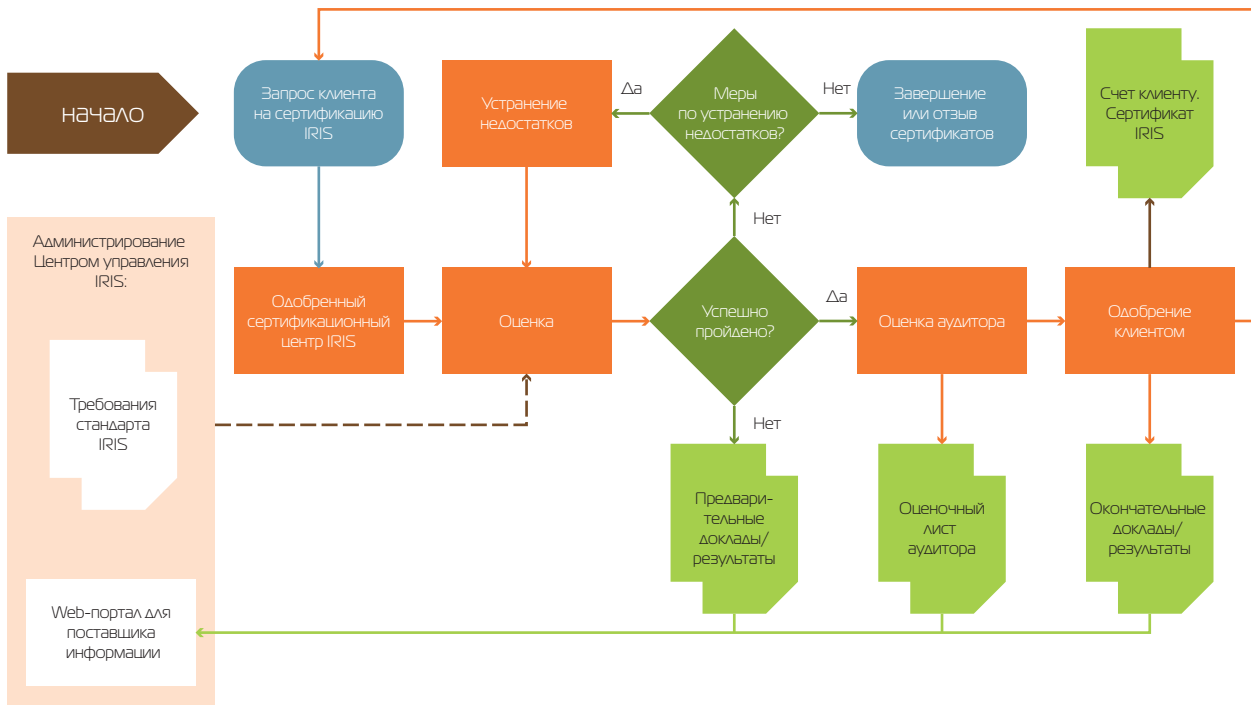 начало
Запрос клиента
на сертификацию
IRIS
Устранение
недостатков
Да
Меры
по устранению
недостатков?
Нет
Завершение
или отзыв
сертификатов
Счет клиенту.
Сертификат
IRIS
Нет
Администрирование
Центром управления
IRIS:
Одобренный
сертификационный
центр IRIS
Оценка
Успешно
пройдено?
Да
Оценка аудитора
Одобрение
клиентом
Требования
стандарта
IRIS
Нет
Предвари-
тельные
доклады/
результаты
Оценочный
лист
аудитора
Окончательные
доклады/
результаты
Web-портал для
поставщика
информации